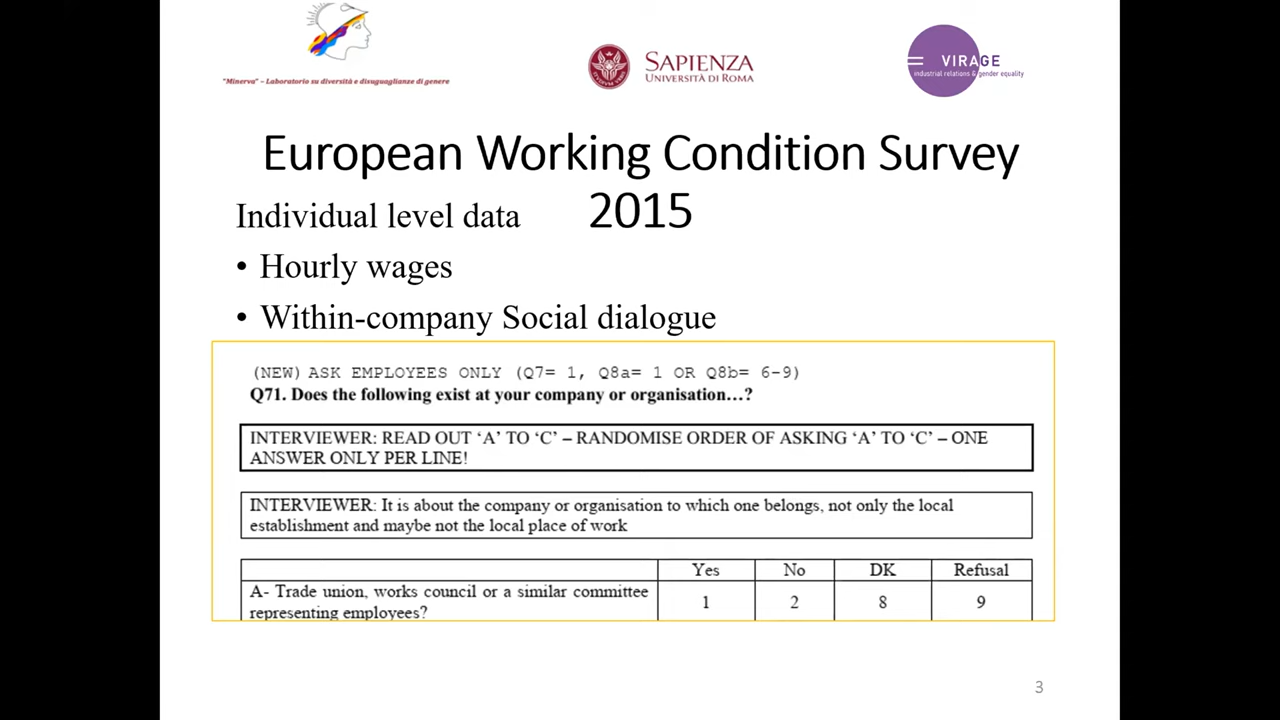 "Minerva" – Laboratorio su diversità e disuguaglianze di genere
SAPIENZA
UNIVERSITÀ DI ROMA
VIRAGE
industrial relations & gender equality
European Working Condition Survey
2015
Individual level data
• Hourly wages
• Within-company Social dialogue
(NEW) ASK EMPLOYEES ONLY (Q7= 1, Q8a= 1 OR Q8b= 6-9)
Q71. Does the following exist at your company or organisation…?
INTERVIEWER: READ OUT ‘A’ TO ‘C’ – RANDOMISE ORDER OF ASKING ‘A’ TO ‘C’ – ONE
ANSWER ONLY PER LINE!
INTERVIEWER: It is about the company or organisation to which one belongs, not only the local
establishment and maybe not the local place of work
Yes No DK Refusal
A- Trade union, works council or a similar committee
representing employees?
1 2 8 9
3